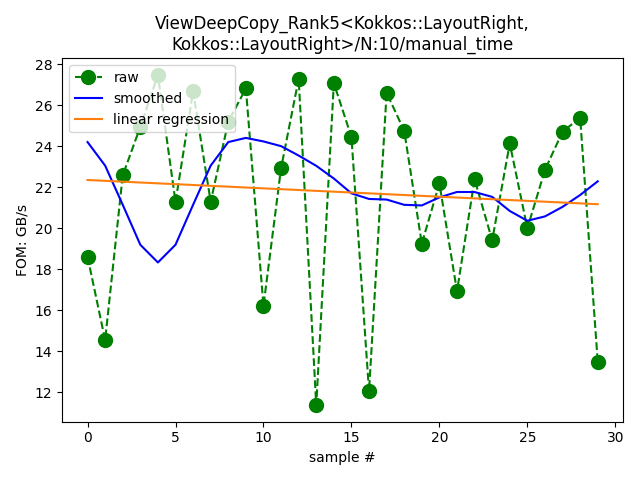 ViewDeepCopy_Rank5<Kokkos::LayoutRight,
Kokkos::LayoutRight>/N:10/manual_time
raw
smoothed
linear regression
FOM: GB/s
28
26
24
22
20
18
16
14
12
0 5 10 15 20 25 30
sample #